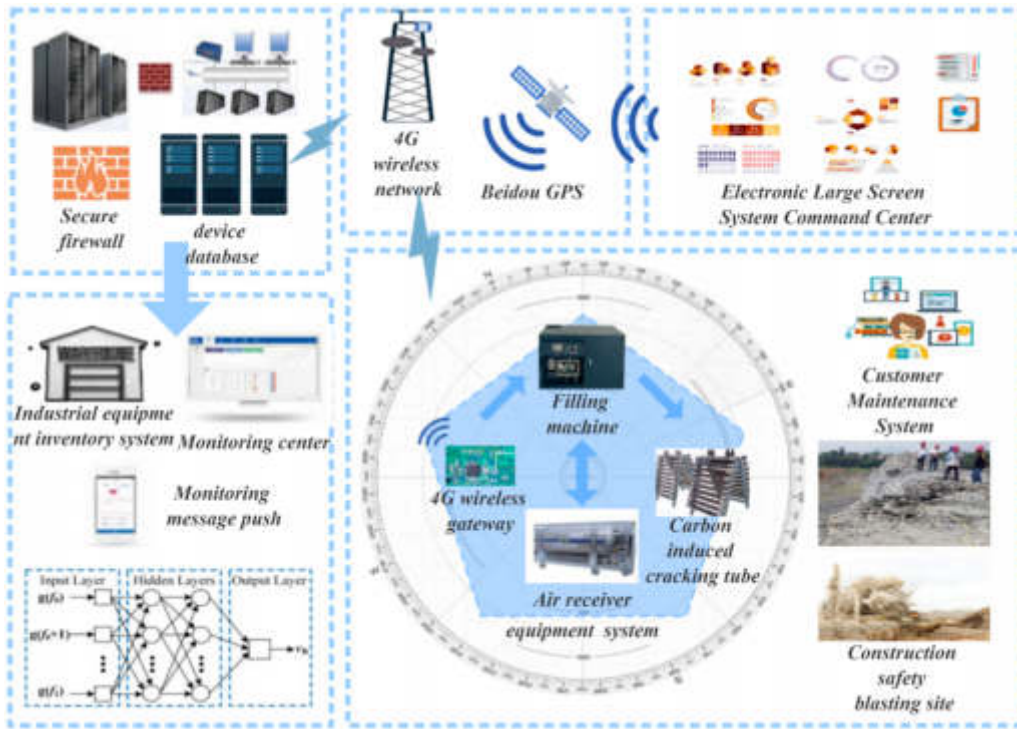 Secure
firewall
device
database
4G
wireless
network
Beidou GPS
Electronic Large Screen
System Command Center
Industrial equipme
nt inventory system
Monitoring center
Monitoring
message push
Input Layer
Hidden Layers
Output Layer
Filling
machine
4G wireless
gateway
Carbon
induced
cracking tube
Air receiver
equipment system
Customer
Maintenance
System
Construction
safety
blasting site